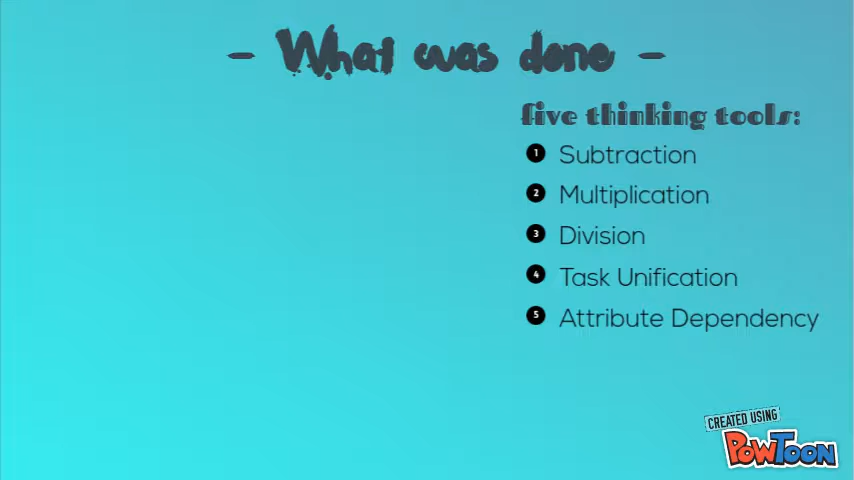 - What was done -
five thinking tools:
1 Subtraction
2 Multiplication
3 Division
4 Task Unification
5 Attribute Dependency
CREATED USING
POWTOON